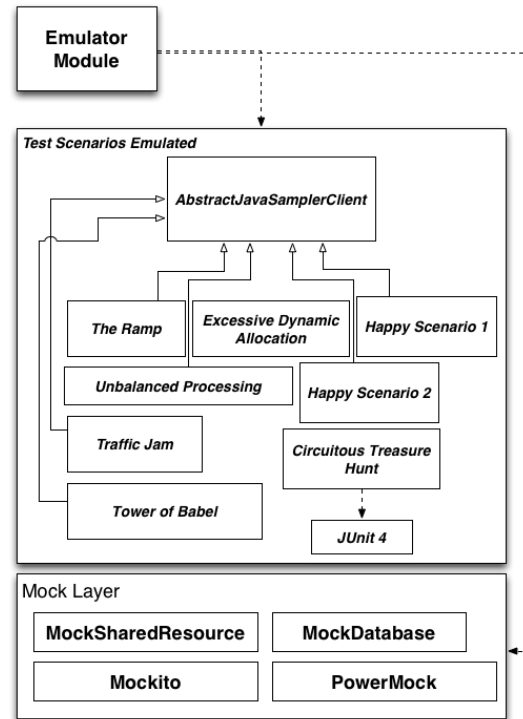 Emulator
Module
Test Scenarios Emulated
AbstractJavaSamplerClient
The Ramp
Excessive Dynamic
Allocation
Happy Scenario 1
Unbalanced Processing
Happy Scenario 2
Traffic Jam
Circuitous Treasure
Hunt
Tower of Babel
JUnit 4
Mock Layer
MockSharedResource
MockDatabase
Mockito
PowerMock